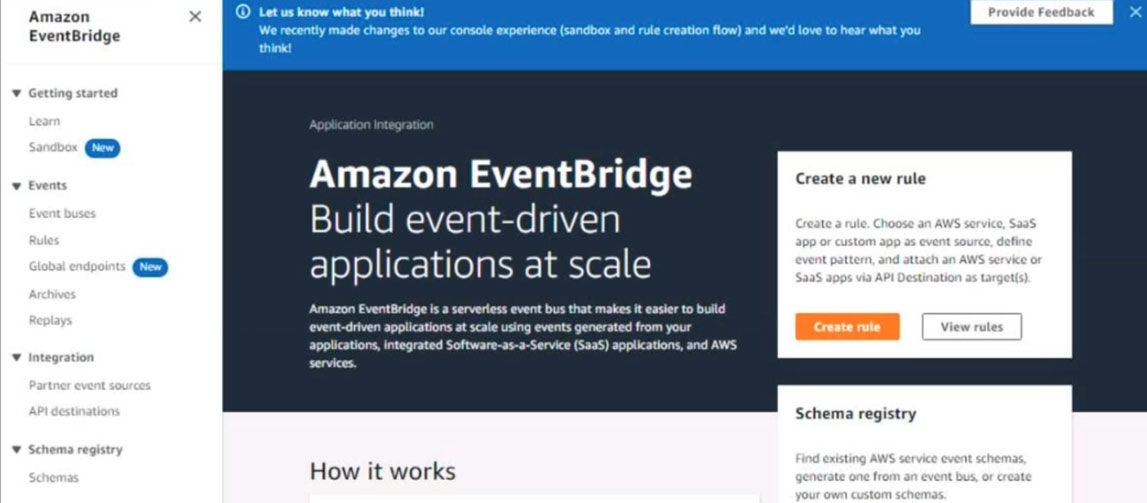 Amazon
EventBridge
Getting started
Learn
Sandbox New
Events
Event buses
Rules
Global endpoints New
Archives
Replays
Integration
Partner event sources
API destinations
Schema registry
Schemas
Let us know what you think!
We recently made changes to our console experience (sandbox and rule creation flow) and we'd love to hear what you
think!
Provide Feedback
Application Integration
Amazon EventBridge
Build event-driven
applications at scale
Amazon EventBridge is a serverless event bus that makes it easier to build
event-driven applications at scale using events generated from your
applications, integrated Software-as-a-Service (SaaS) applications, and AWS
services.
Create a new rule
Create a rule. Choose an AWS service, SaaS
app or custom app as event source, define
event pattern, and attach an AWS service or
SaaS apps via API Destination as target(s).
Create rule View rules
Schema registry
Find existing AWS service event schemas,
generate one from an event bus, or create
your own custom schemas.
How it works